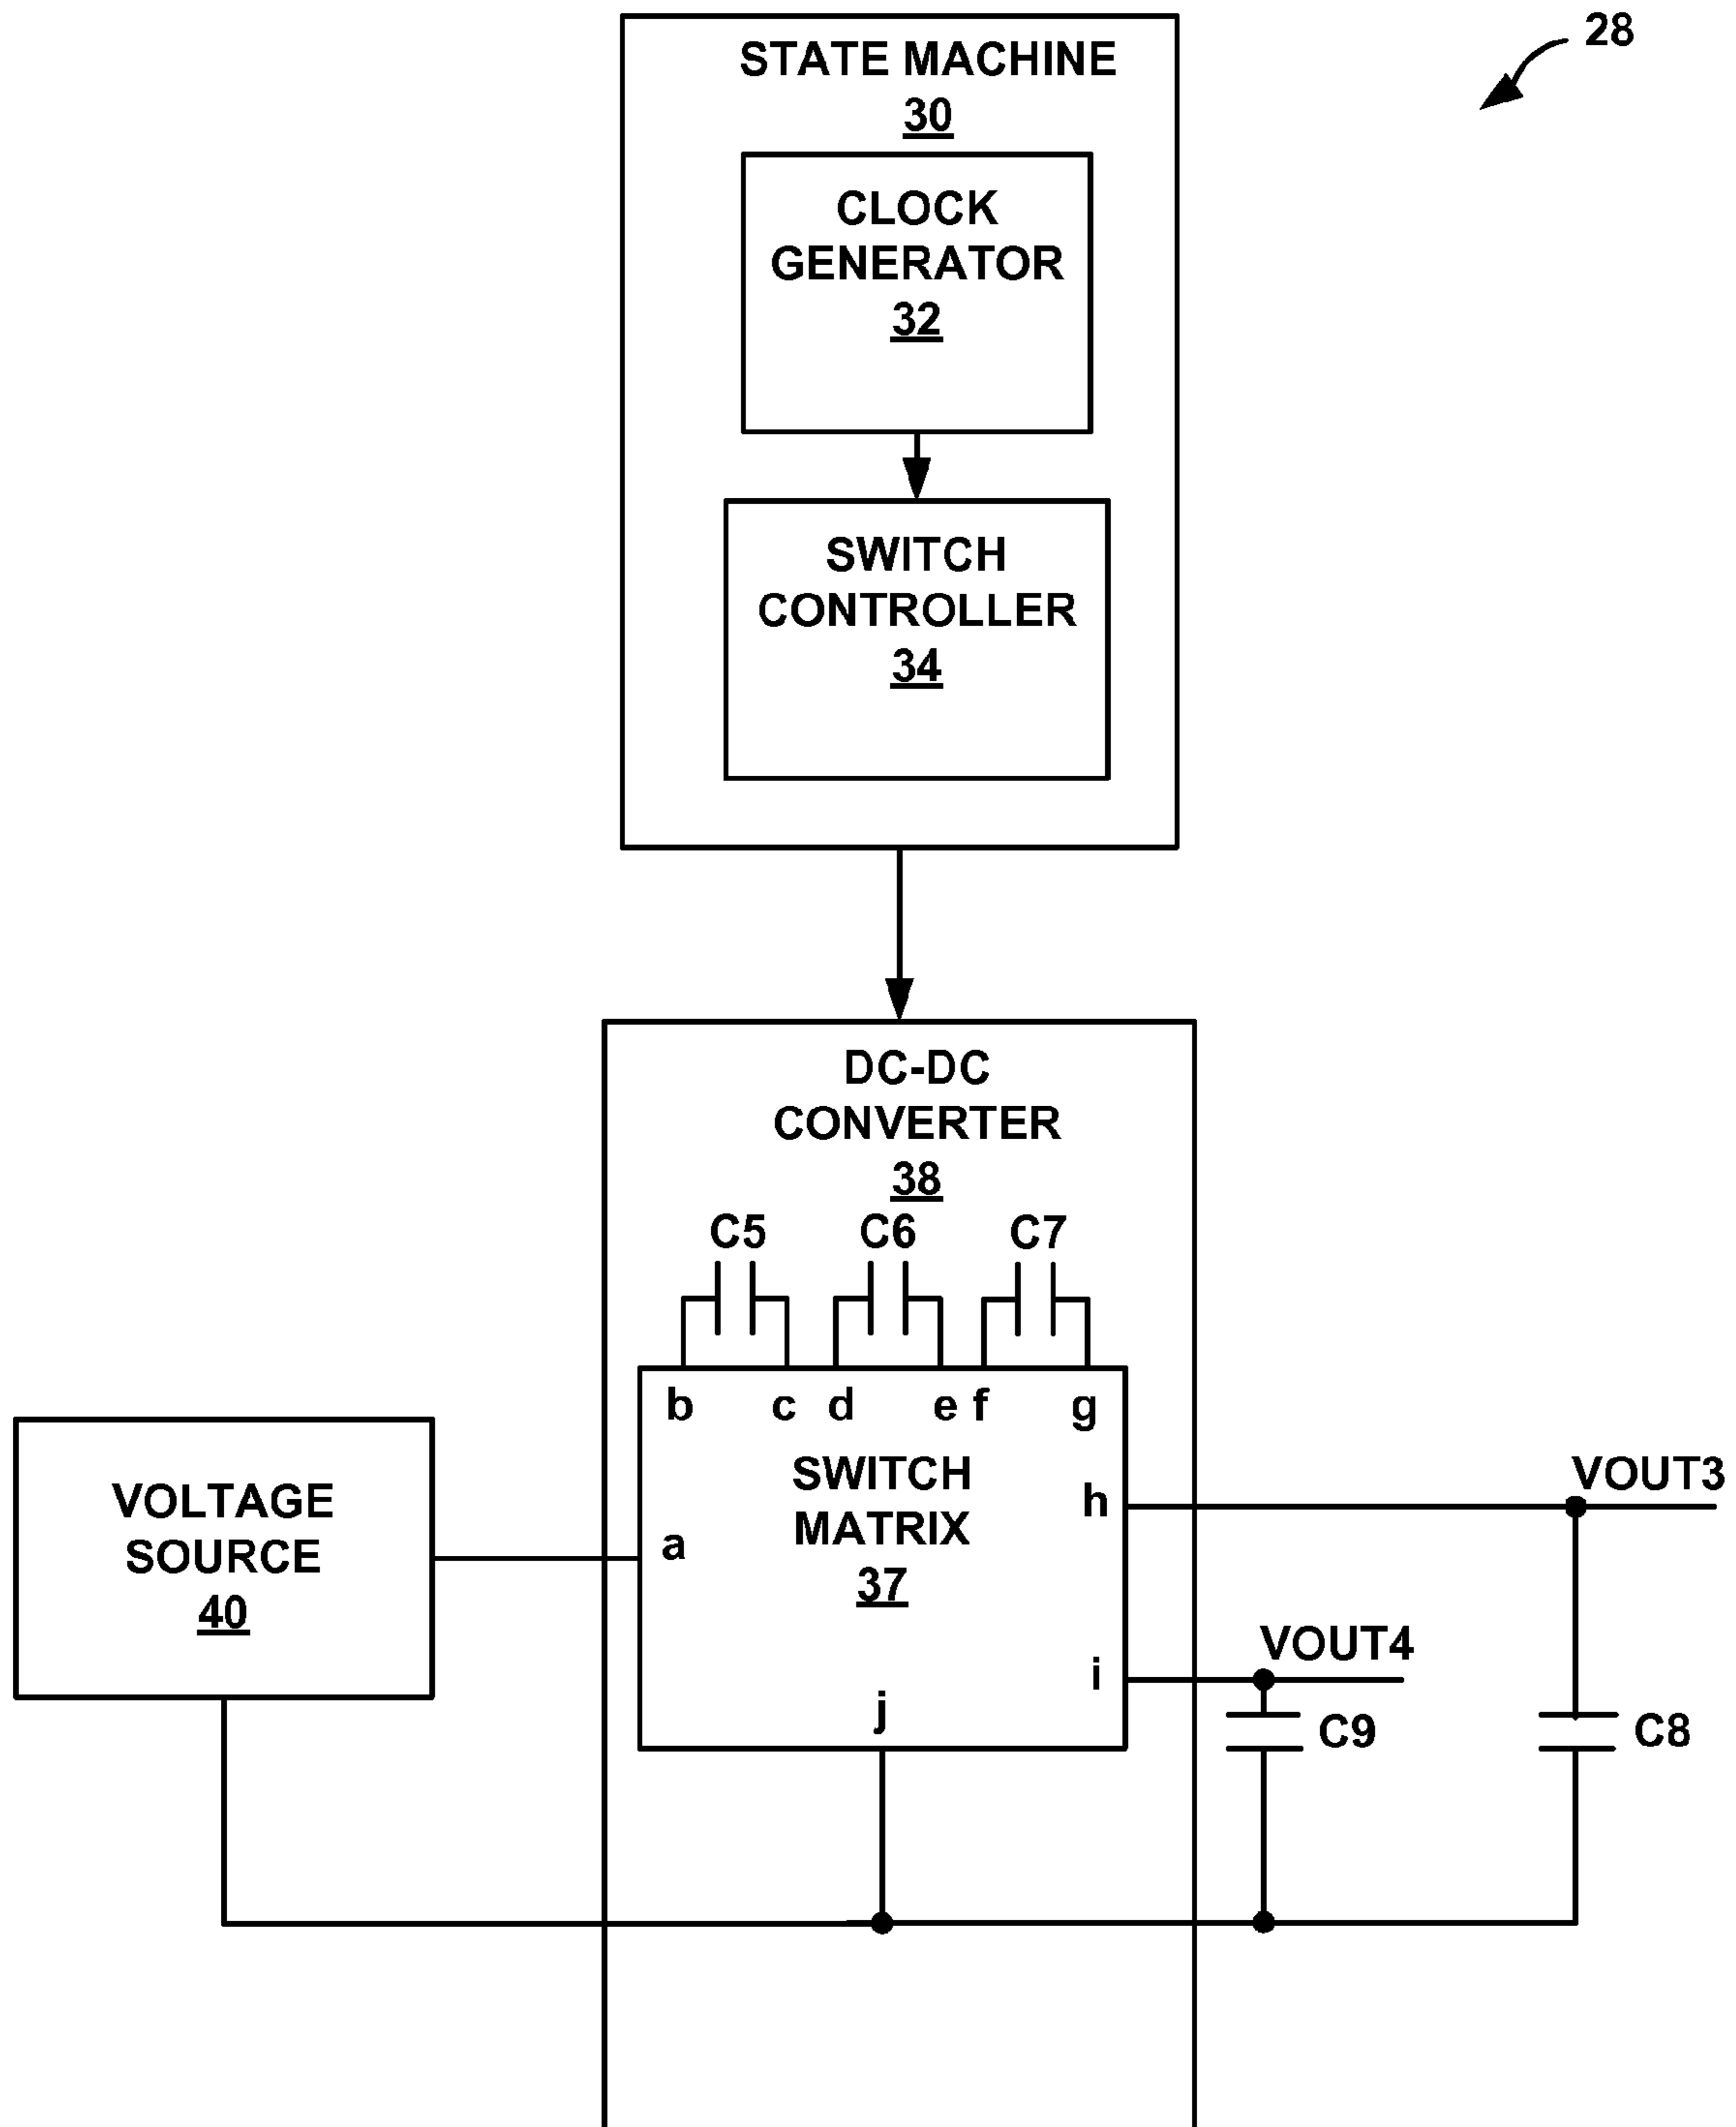 28
STATE MACHINE
30
CLOCK
GENERATOR
32
SWITCH
CONTROLLER
34
DC-DC
CONVERTER
38
C5 C6 C7
b c d e f g
VOLTAGE
SOURCE
40
a
SWITCH
MATRIX
37
h
VOUT3
i
VOUT4
j
C9
C8